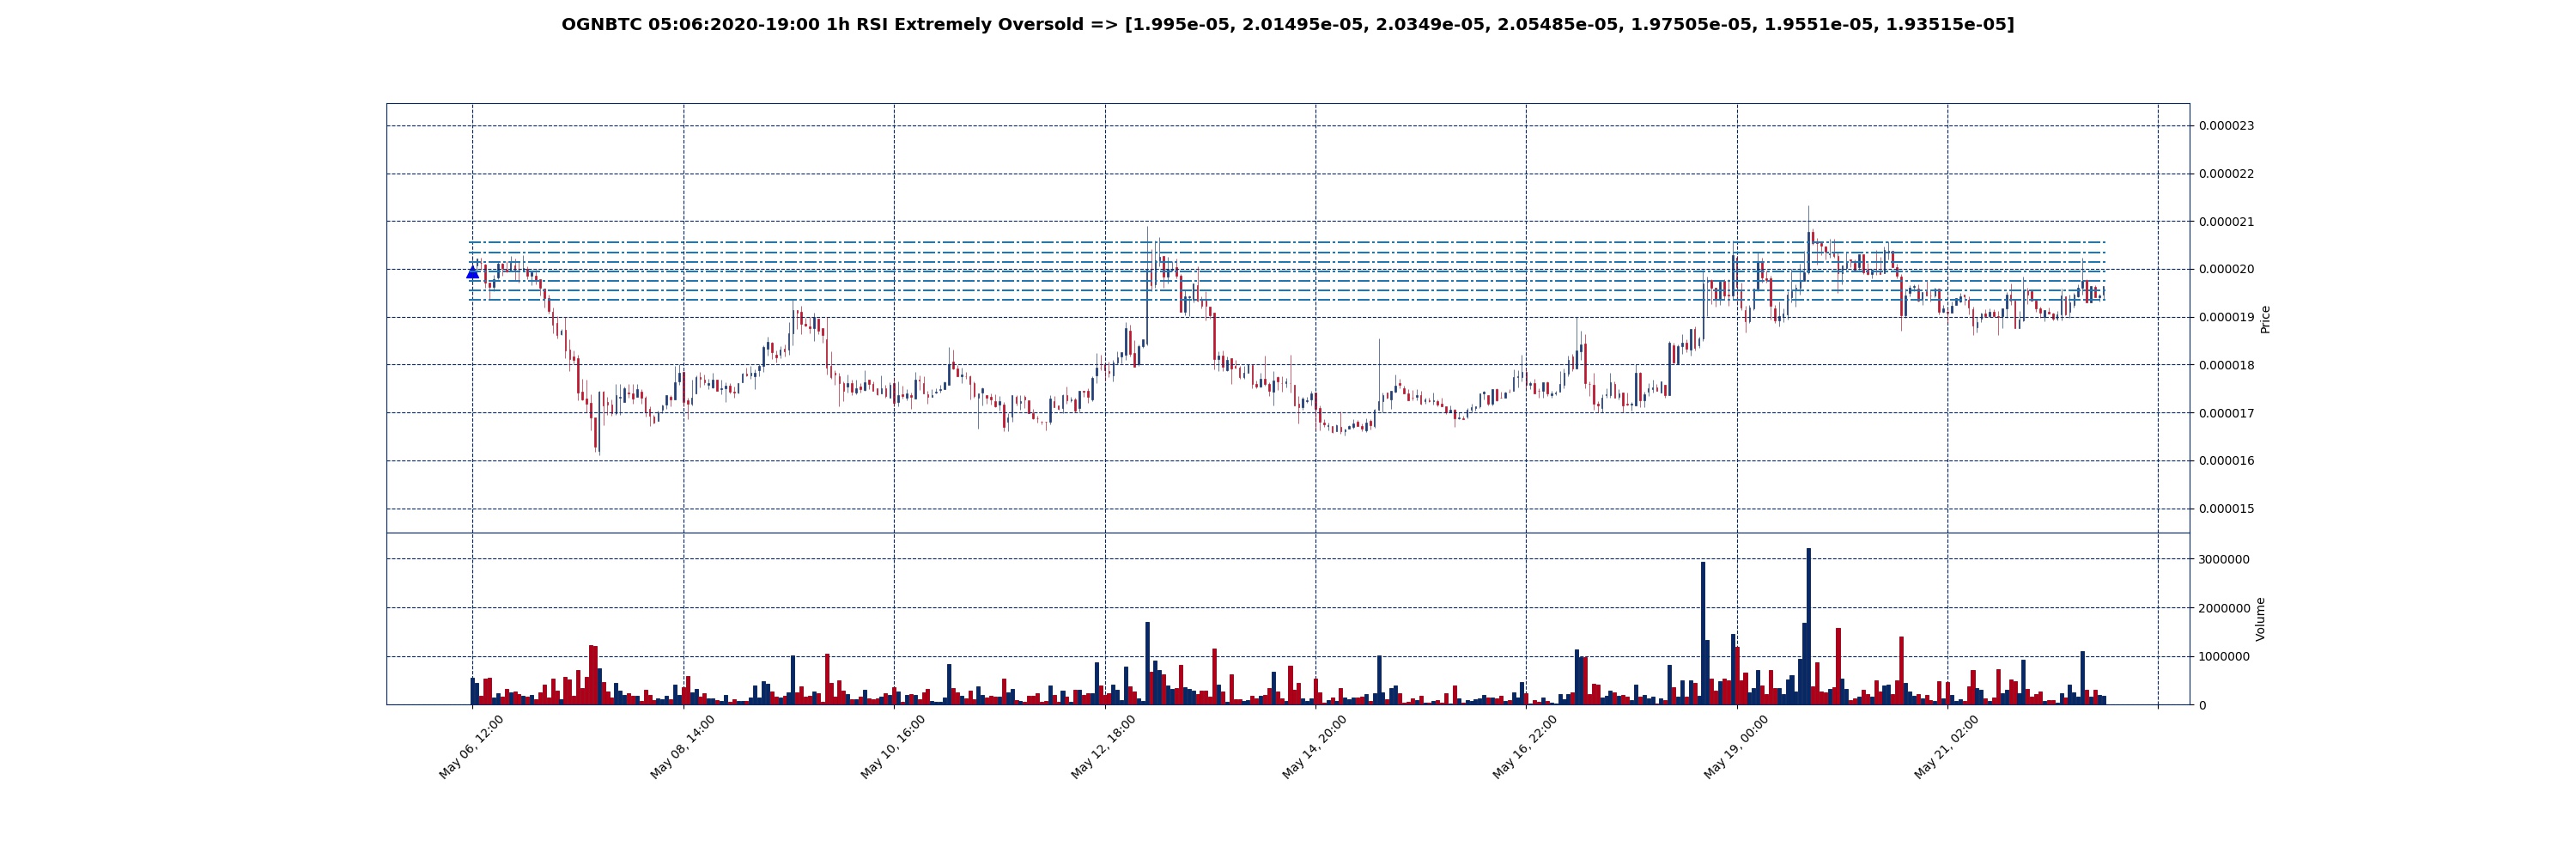 OGNBTC 05:06:2020-19:00 1h RSI Extremely Oversold => [1.995e-05, 2.01495e-05, 2.0349e-05, 2.05485e-05, 1.97505e-05, 1.9551e-05, 1.93515e-05]
0.000023
0.000022
0.000021
0.000020
0.000019
0.000018
0.000017
0.000016
0.000015
Price
3000000
2000000
1000000
0
Volume
May 06, 12:00
May 08, 14:00
May 10, 16:00
May 12, 18:00
May 14, 20:00
May 16, 22:00
May 19, 00:00
May 21, 02:00